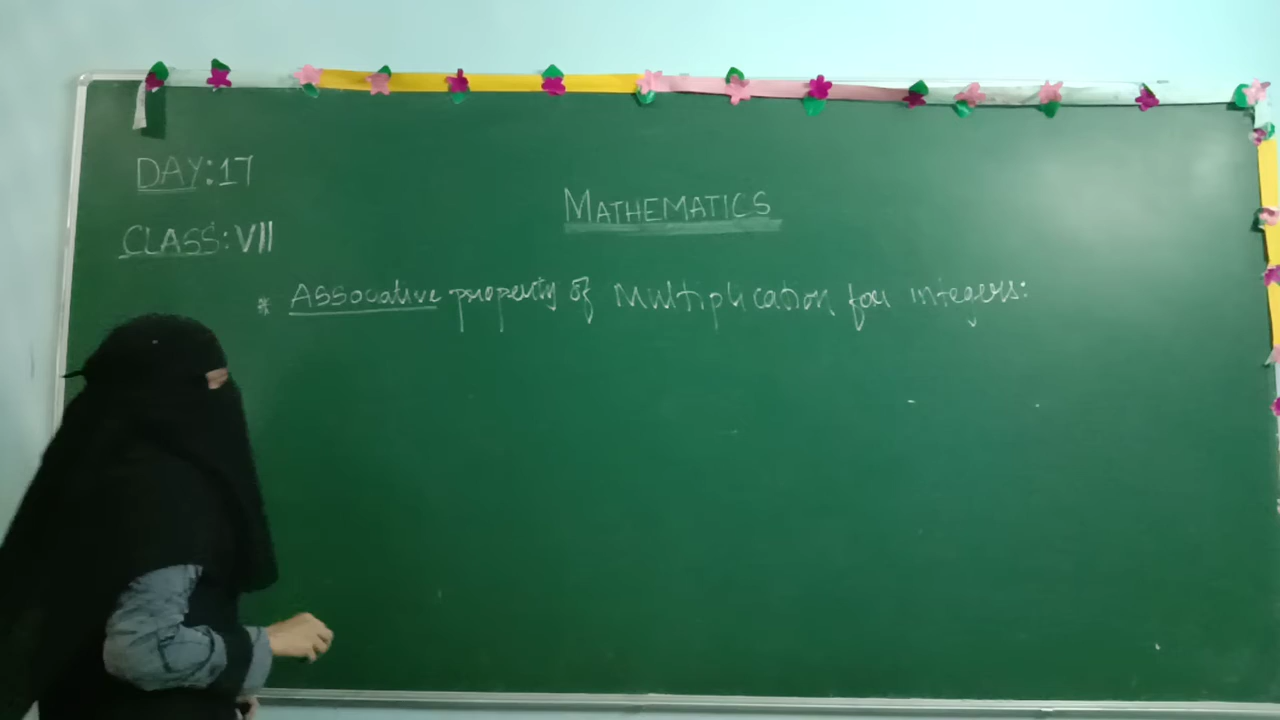 DAY:17
MATHEMATICS
CLASS:VII
* Associative property of Multiplication for integers: